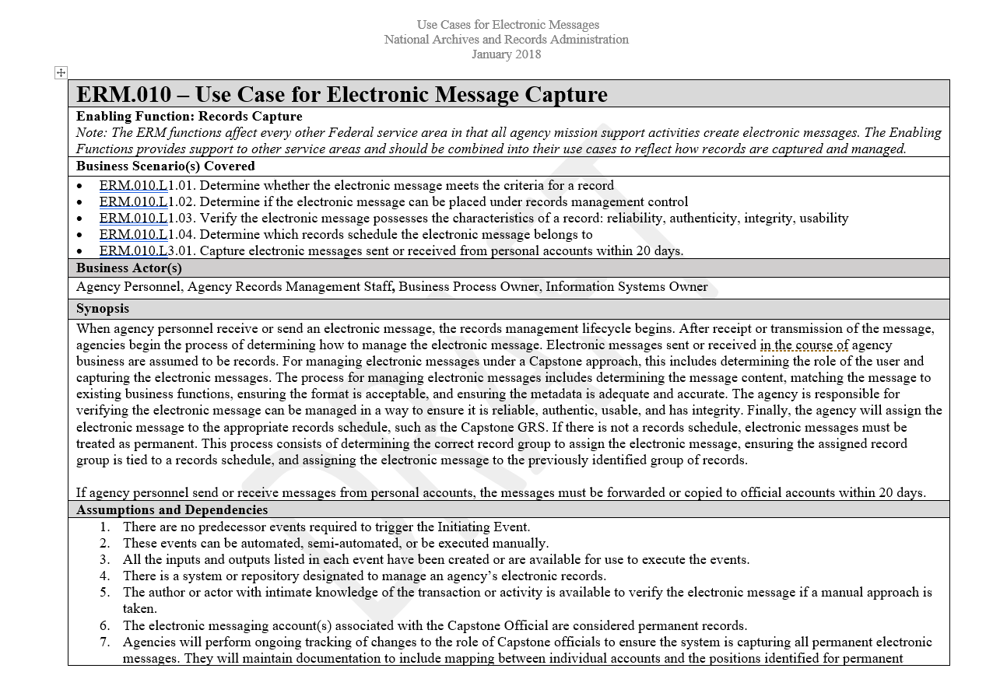 Use Cases for Electronic Messages
National Archives and Records Administration
January 2018
ERM.010 – Use Case for Electronic Message Capture
Enabling Function: Records Capture
Note: The ERM functions affect every other Federal service area in that all agency mission support activities create electronic messages. The Enabling
Functions provides support to other service areas and should be combined into their use cases to reflect how records are captured and managed.
Business Scenario(s) Covered
• ERM.010.L1.01. Determine whether the electronic message meets the criteria for a record
• ERM.010.L1.02. Determine if the electronic message can be placed under records management control
• ERM.010.L1.03. Verify the electronic message possesses the characteristics of a record: reliability, authenticity, integrity, usability
• ERM.010.L1.04. Determine which records schedule the electronic message belongs to
• ERM.010.L3.01. Capture electronic messages sent or received from personal accounts within 20 days.
Business Actor(s)
Agency Personnel, Agency Records Management Staff, Business Process Owner, Information Systems Owner
Synopsis
When agency personnel receive or send an electronic message, the records management lifecycle begins. After receipt or transmission of the message,
agencies begin the process of determining how to manage the electronic message. Electronic messages sent or received in the course of agency
business are assumed to be records. For managing electronic messages under a Capstone approach, this includes determining the role of the user and
capturing the electronic messages. The process for managing electronic messages includes determining the message content, matching the message to
existing business functions, ensuring the format is acceptable, and ensuring the metadata is adequate and accurate. The agency is responsible for
verifying the electronic message can be managed in a way to ensure it is reliable, authentic, usable, and has integrity. Finally, the agency will assign the
electronic message to the appropriate records schedule, such as the Capstone GRS. If there is not a records schedule, electronic messages must be
treated as permanent. This process consists of determining the correct record group to assign the electronic message, ensuring the assigned record
group is tied to a records schedule, and assigning the electronic message to the previously identified group of records.
If agency personnel send or receive messages from personal accounts, the messages must be forwarded or copied to official accounts within 20 days.
Assumptions and Dependencies
1. There are no predecessor events required to trigger the Initiating Event.
2. These events can be automated, semi-automated, or be executed manually.
3. All the inputs and outputs listed in each event have been created or are available for use to execute the events.
4. There is a system or repository designated to manage an agency's electronic records.
5. The author or actor with intimate knowledge of the transaction or activity is available to verify the electronic message if a manual approach is
taken.
6. The electronic messaging account(s) associated with the Capstone Official are considered permanent records.
7. Agencies will perform ongoing tracking of changes to the role of Capstone officials to ensure the system is capturing all permanent electronic
messages. They will maintain documentation to include mapping between individual accounts and the positions identified for permanent
DRAFT